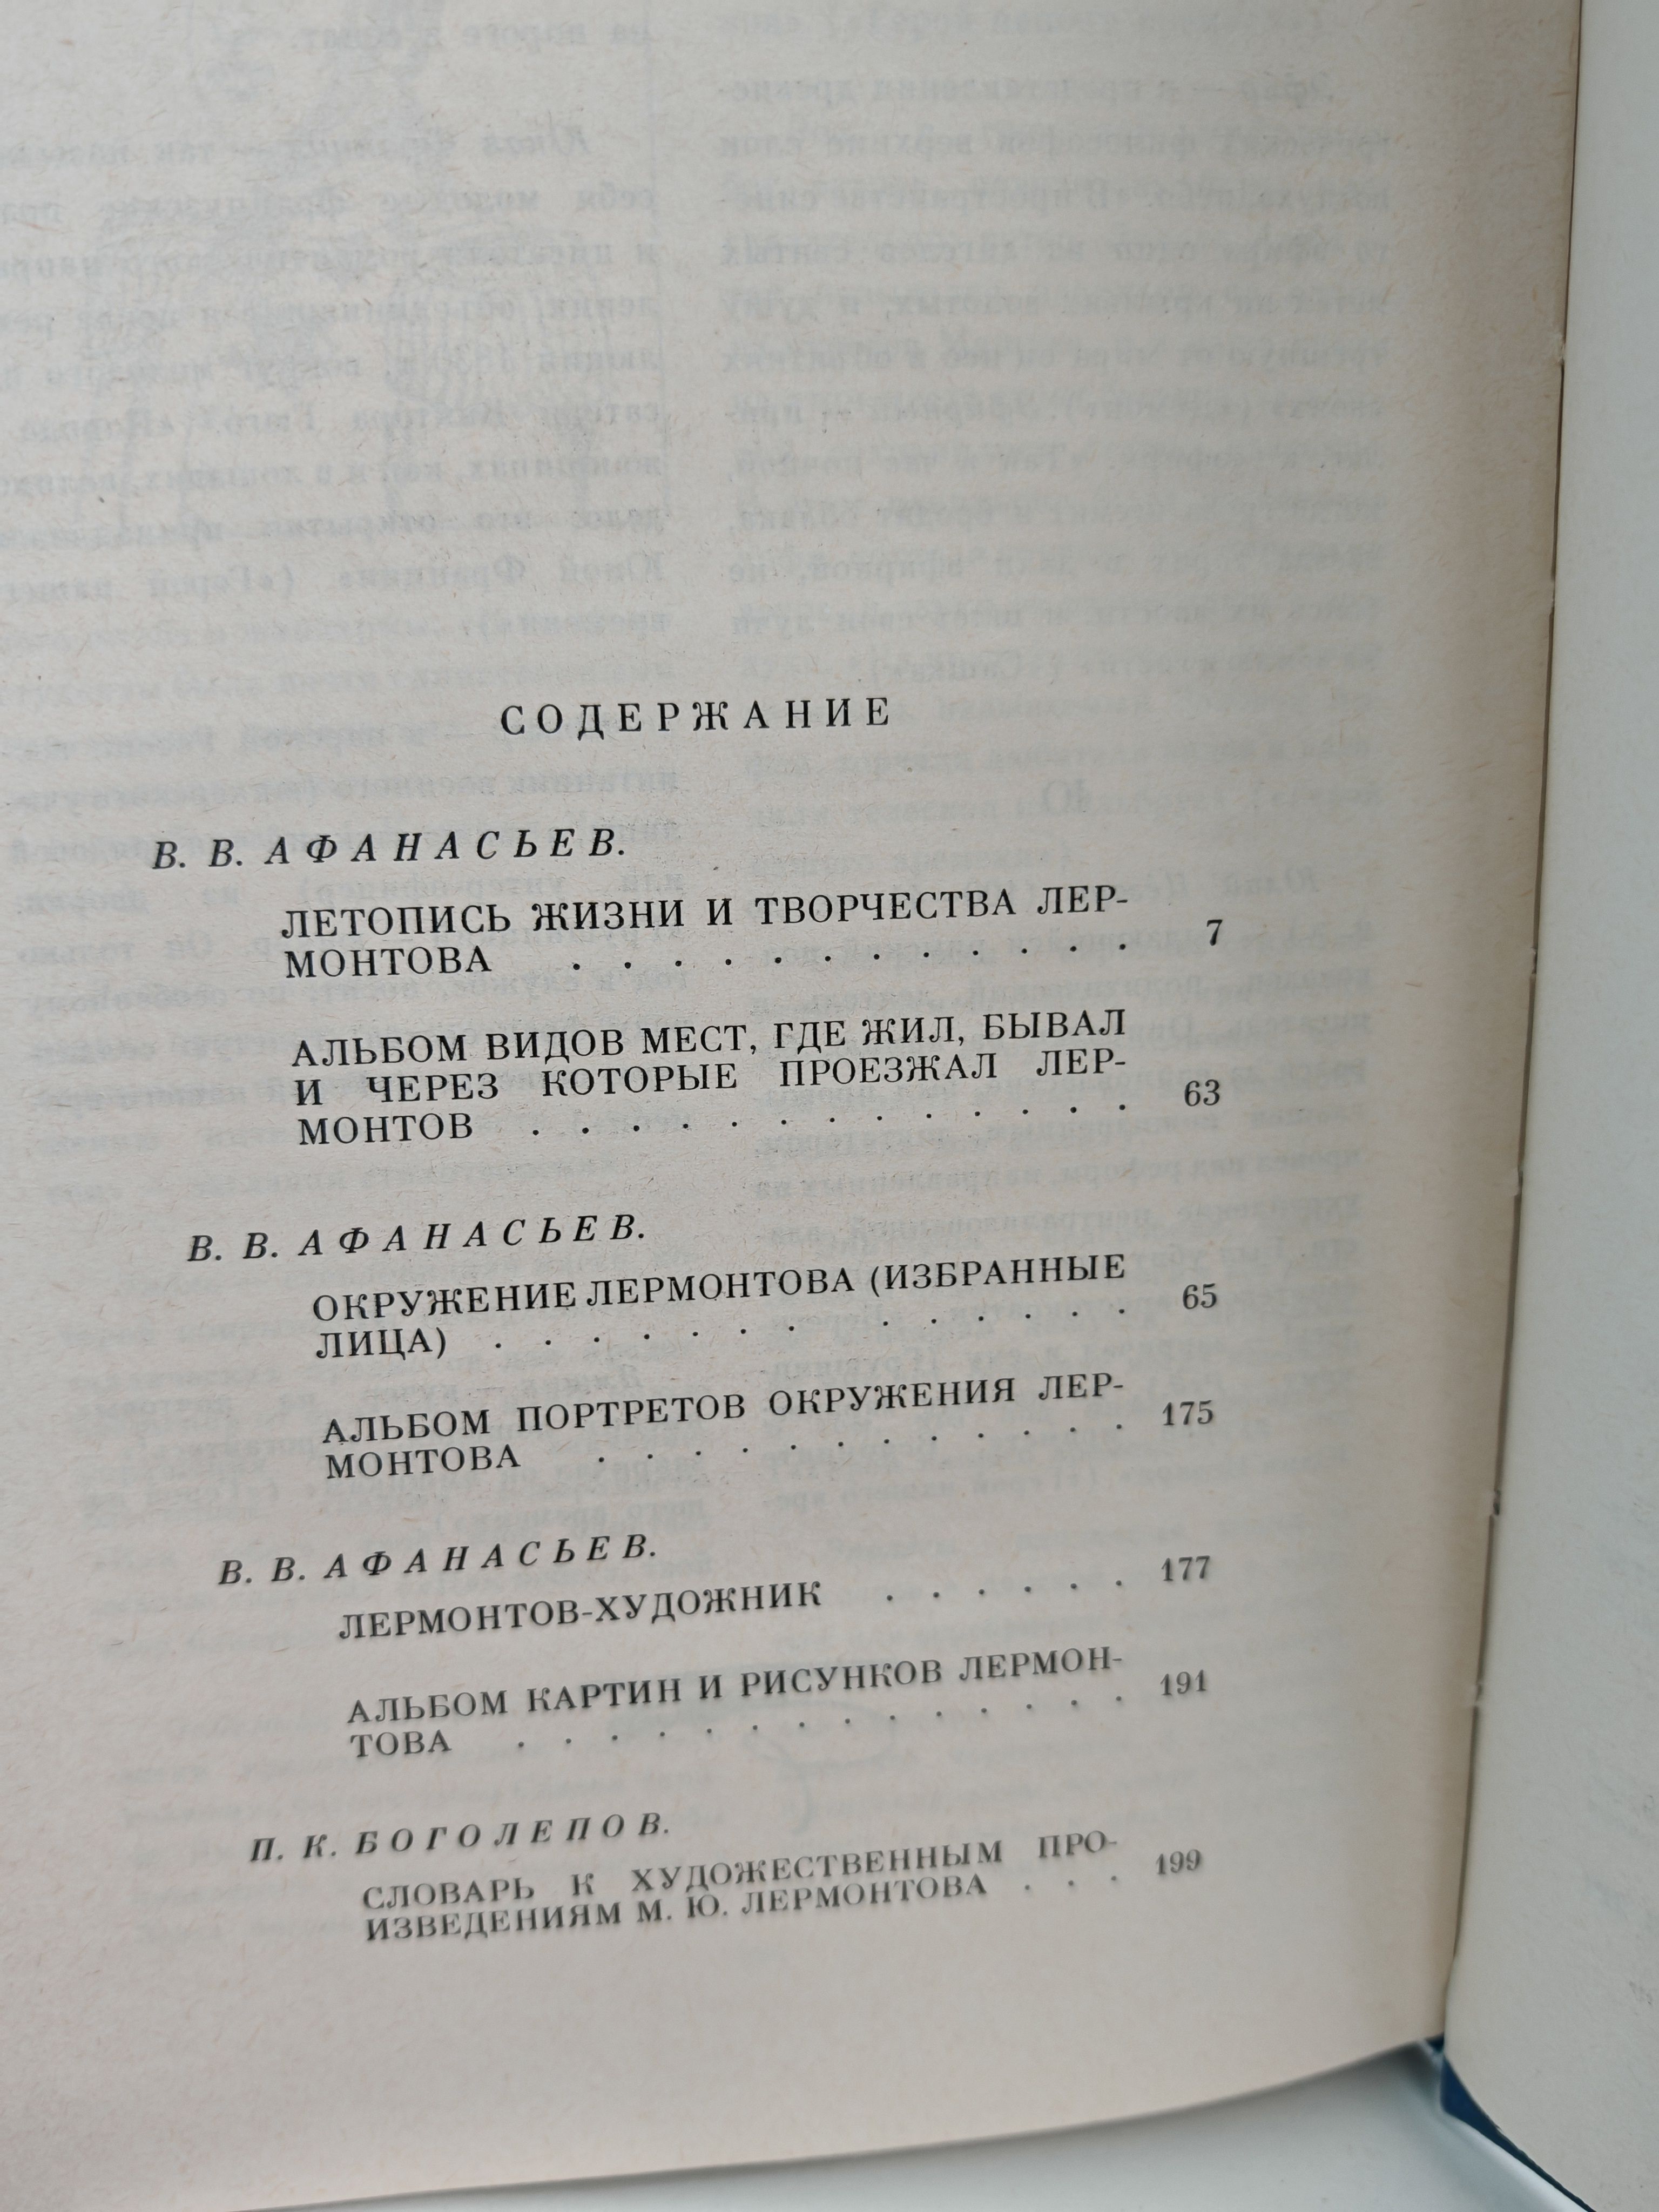 СОДЕРЖАНИЕ
В. В. АФАНАСЬЕВ.
ЛЕТОПИСЬ ЖИЗНИ И ТВОРЧЕСТВА ЛЕР-
МОНТОВА . . . . . . . . . . . . 7
АЛЬБОМ ВИДОВ МЕСТ, ГДЕ ЖИЛ, БЫВАЛ
И ЧЕРЕЗ КОТОРЫЕ ПРОЕЗЖАЛ ЛЕР-
МОНТОВ . . . . . . . . . . . . . 63
В. В. АФАНАСЬЕВ.
ОКРУЖЕНИЕ ЛЕРМОНТОВА (ИЗБРАННЫЕ
ЛИЦА) . . . . . . . . . . . . . 65
АЛЬБОМ ПОРТРЕТОВ ОКРУЖЕНИЯ ЛЕР-
МОНТОВА . . . . . . . . . . . . 175
В. В. АФАНАСЬЕВ.
ЛЕРМОНТОВ-ХУДОЖНИК . . . . . . 177
АЛЬБОМ КАРТИН И РИСУНКОВ ЛЕРМОН-
ТОВА . . . . . . . . . . . . . . 191
П. К. БОГОЛЕПОВ.
СЛОВАРЬ К ХУДОЖЕСТВЕННЫМ ПРО-
ИЗВЕДЕНИЯМ М. Ю. ЛЕРМОНТОВА . . . 199